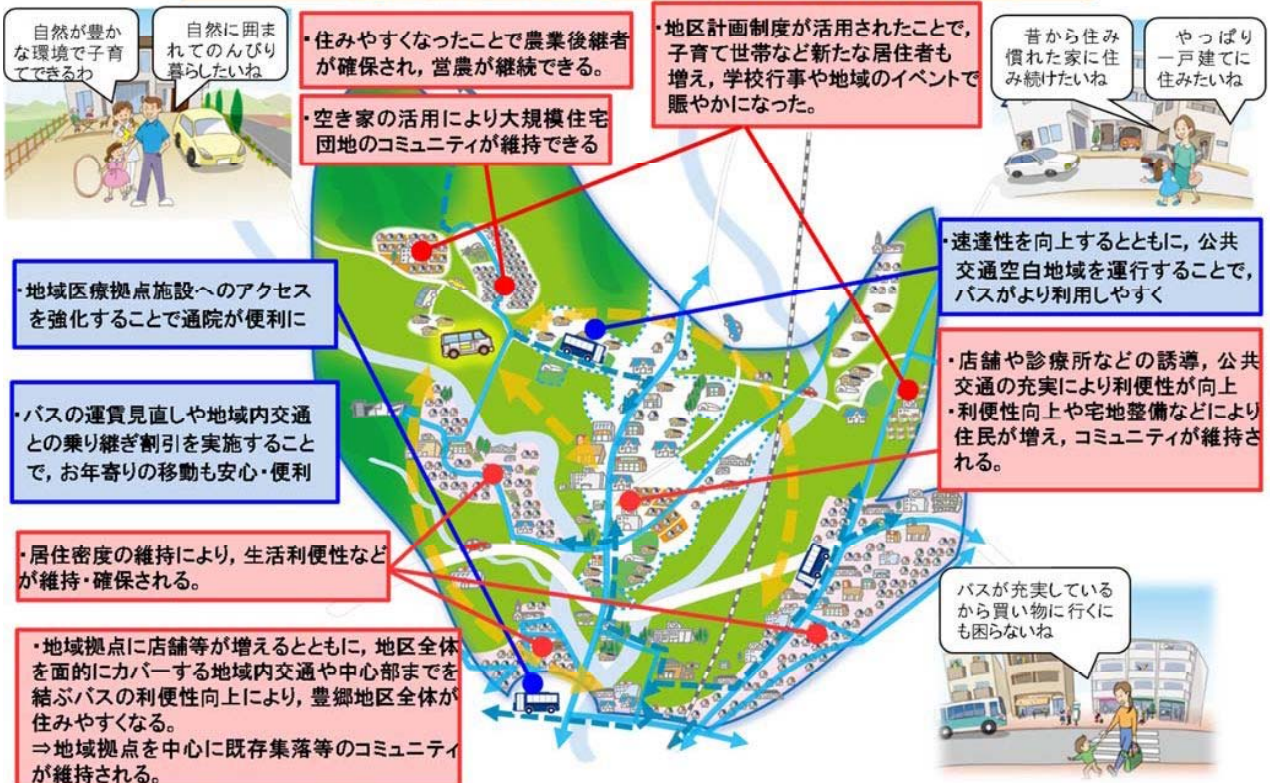 自然が豊か
な環境で子育
てできるわ
自然に囲ま
れてのんびり
暮らしたいね
・住みやすくなったことで農業後継者
が確保され，営農が継続できる。
・空き家の活用により大規模住宅
団地のコミュニティが維持できる
・地区計画制度が活用されたことで，
子育て世帯など新たな居住者も
増え，学校行事や地域のイベントで
賑やかになった。
昔から住み
慣れた家に住
み続けたいね
やっぱり
一戸建てに
住みたいね
・地域医療拠点施設へのアクセス
を強化することで通院が便利に
・速達性を向上するとともに，公共
交通空白地域を運行することで，
バスがより利用しやすく
・バスの運賃見直しや地域内交通
との乗り継ぎ割引を実施すること
で，お年寄りの移動も安心・便利
・店舗や診療所などの誘導，公共
交通の充実により利便性が向上
・利便性向上や宅地整備などにより
住民が増え，コミュニティが維持さ
れる。
・居住密度の維持により，生活利便性など
が維持・確保される。
・地域拠点に店舗等が増えるとともに，地区全体
を面的にカバーする地域内交通や中心部までを
結ぶバスの利便性向上により，豊郷地区全体が
住みやすくなる。
⇒地域拠点を中心に既存集落等のコミュニティ
が維持される。
バスが充実している
から買い物に行くに
も困らないね